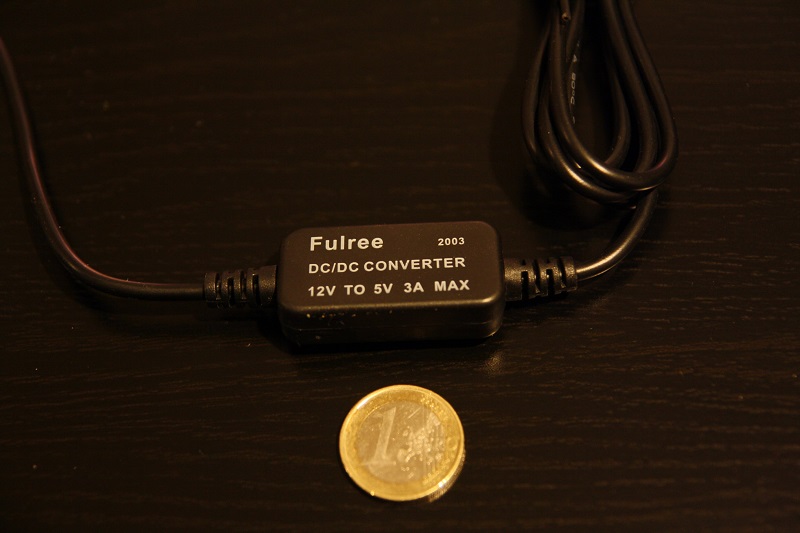 Fulree 2003
DC/DC CONVERTER
12V TO 5V 3A MAX
1